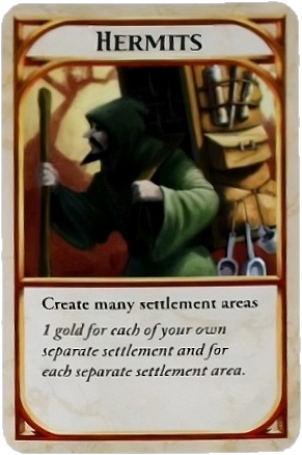 HERMITS
Create many settlement areas
1 gold for each of your own
separate settlement and for
each separate settlement area.